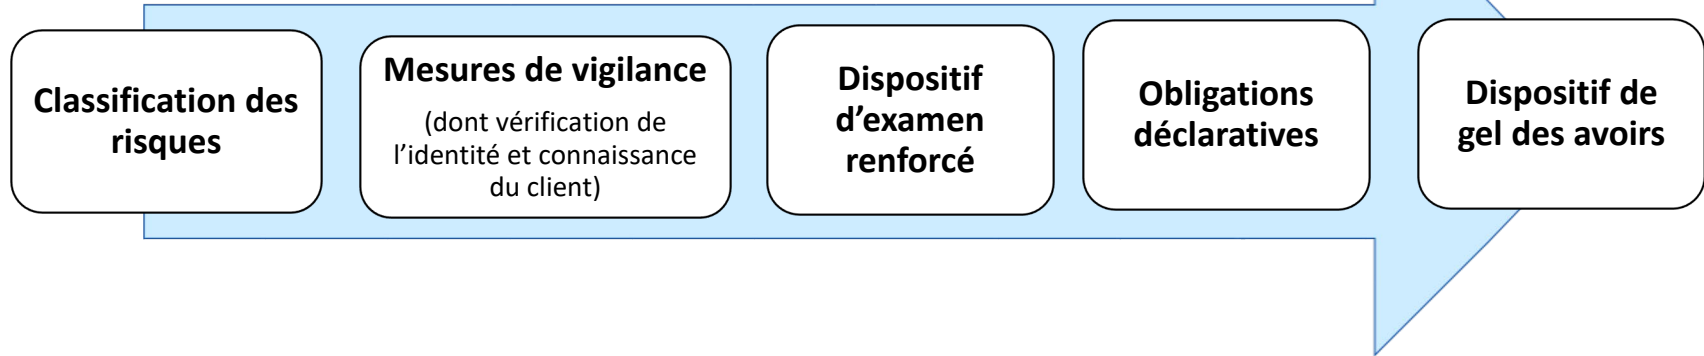 Classification des
risques
Mesures de vigilance
(dont vérification de
l’identité et connaissance
du client)
Dispositif
d’examen
renforcé
Obligations
déclaratives
Dispositif de
gel des avoirs